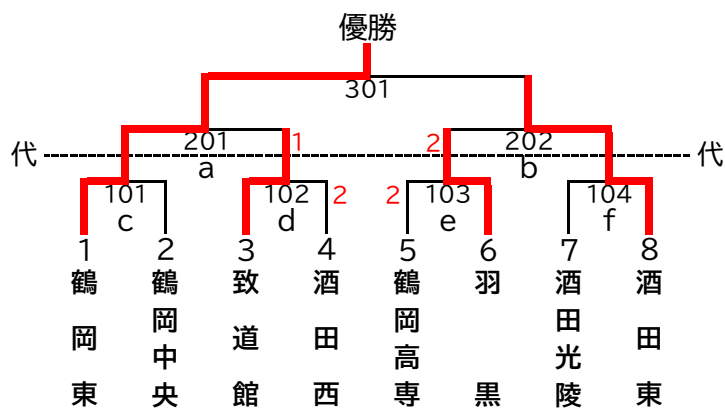 優勝
301
201 1 2 202
代 a b 代
101 102 2 2 103 104
c d e f
1 2 3 4 5 6 7 8
鶴岡東
鶴岡中央
致道館
酒田西
鶴岡高専
羽黒
酒田光陵
酒田東